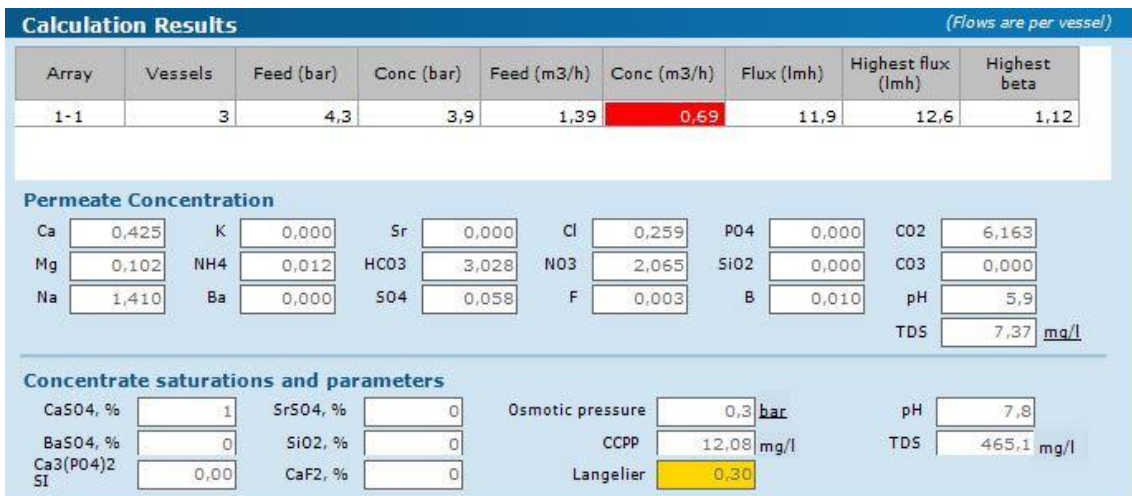 Calculation Results (Flows are per vessel)
Array Vessels Feed (bar) Conc (bar) Feed (m3/h) Conc (m3/h) Flux (lmh) Highest flux (lmh) Highest beta
1-1 3 4,3 3,9 1,39 0,69 11,9 12,6 1,12
Permeate Concentration
Ca 0,425 K 0,000 Sr 0,000 Cl 0,259 PO4 0,000 CO2 6,163
Mg 0,102 NH4 0,012 HCO3 3,028 NO3 2,065 SiO2 0,000 CO3 0,000
Na 1,410 Ba 0,000 SO4 0,058 F 0,003 B 0,010 pH 5,9
TDS 7,37 mg/l
Concentrate saturations and parameters
CaSO4, % 1 SrSO4, % 0 Osmotic pressure 0,3 bar pH 7,8
BaSO4, % 0 SiO2, % 0 CCPP 12,08 mg/l TDS 465,1 mg/l
Ca3(PO4)2 SI 0,00 CaF2, % 0 Langelier 0,30